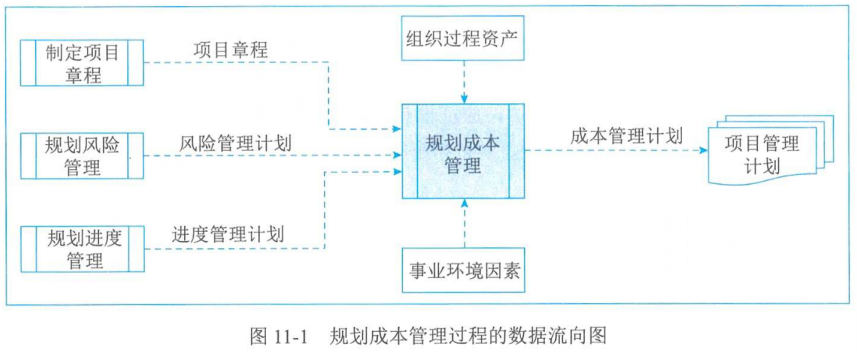 制定项目
章程
项目章程
组织过程资产
规划风险
管理
风险管理计划
规划成本
管理
成本管理计划
项目管理
计划
规划进度
管理
进度管理计划
事业环境因素
图 11-1 规划成本管理过程的数据流向图